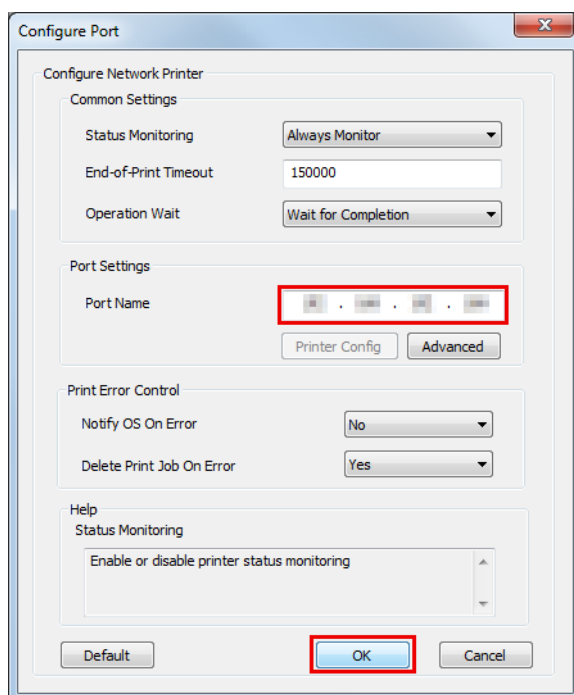 Configure Port
Configure Network Printer
Common Settings
Status Monitoring Always Monitor
End-of-Print Timeout 150000
Operation Wait Wait for Completion
Port Settings
Port Name . . .
Printer Config Advanced
Print Error Control
Notify OS On Error No
Delete Print Job On Error Yes
Help
Status Monitoring
Enable or disable printer status monitoring
Default OK Cancel